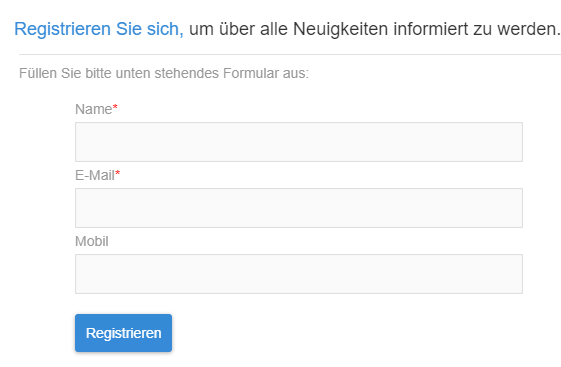 Registrieren Sie sich, um über alle Neuigkeiten informiert zu werden.
Füllen Sie bitte unten stehendes Formular aus:
Name*
E-Mail*
Mobil
Registrieren